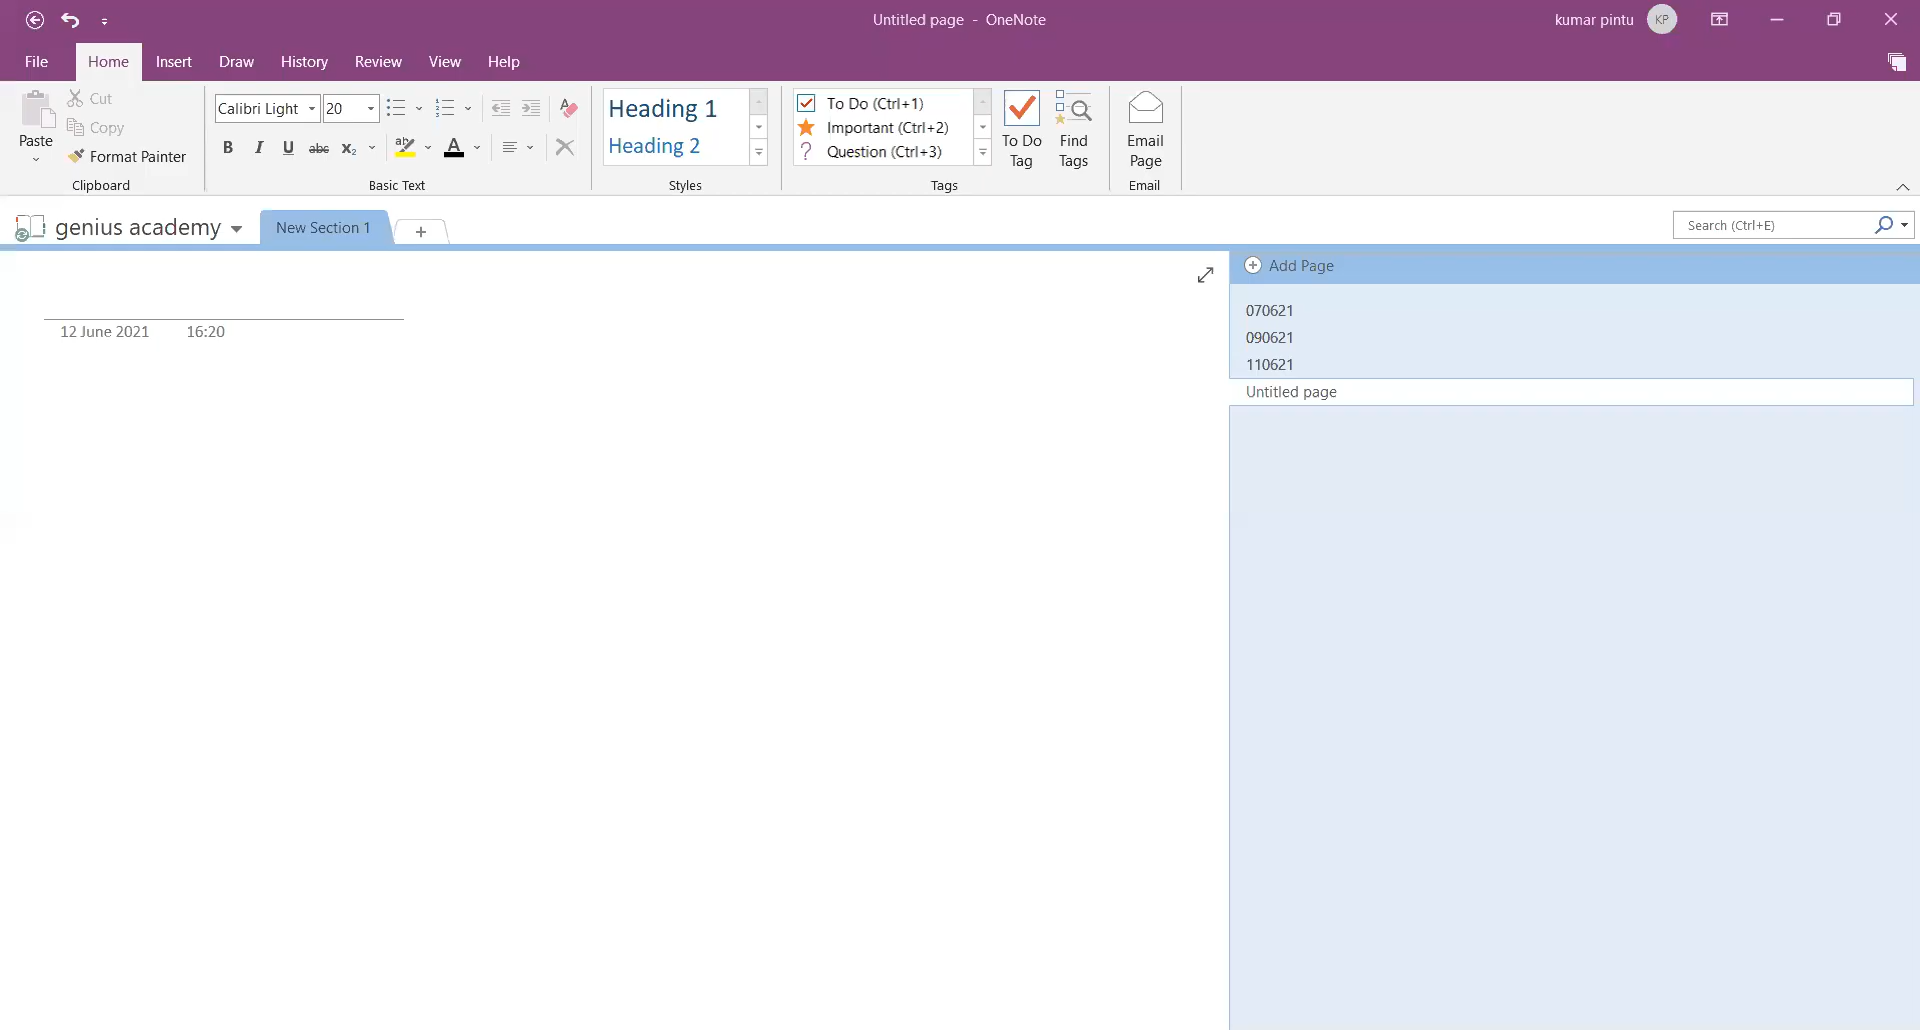 Untitled page - OneNote
kumar pintu KP
File Home Insert Draw History Review View Help
Paste
Cut
Copy
Format Painter
Clipboard
Calibri Light 20
B I U abc X₂ ab A
Basic Text
Heading 1
Heading 2
Styles
To Do (Ctrl+1)
Important (Ctrl+2)
Question (Ctrl+3)
To Do
Tag
Find
Tags
Tags
Email
Page
Email
genius academy New Section 1 +
Search (Ctrl+E)
Add Page
12 June 2021 16:20
070621
090621
110621
Untitled page